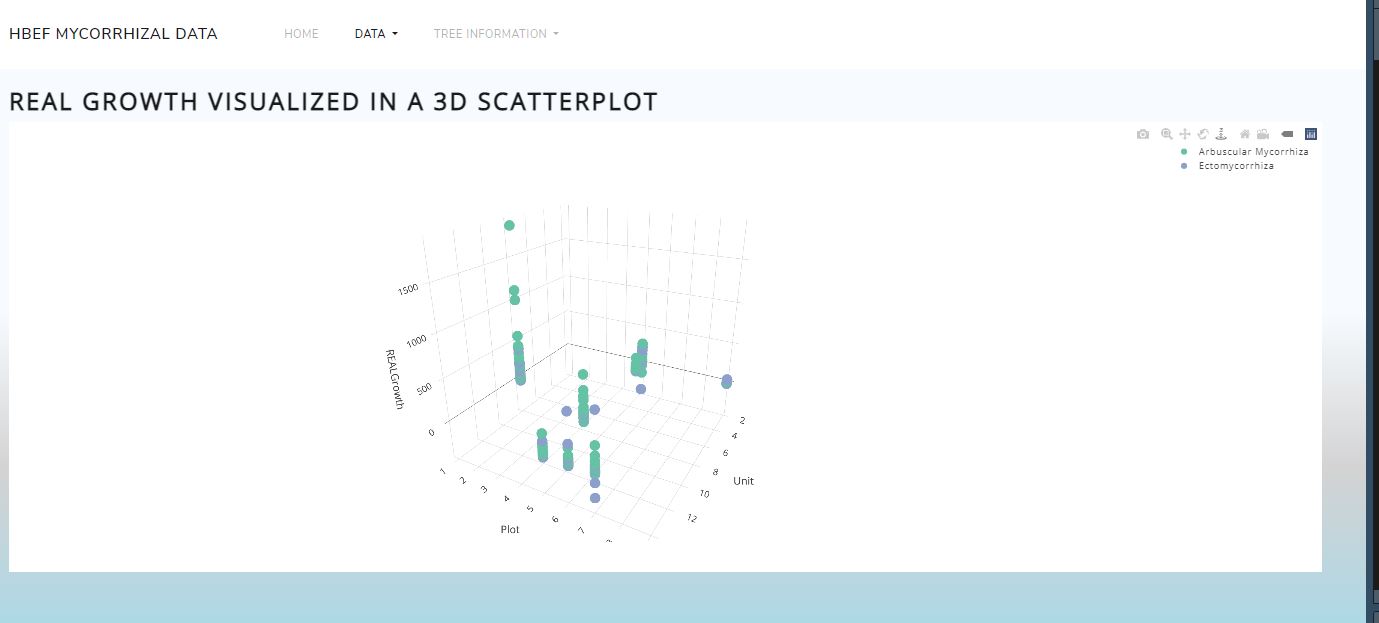 HBEF MYCORRHIZAL DATA HOME DATA TREE INFORMATION
REAL GROWTH VISUALIZED IN A 3D SCATTERPLOT
Arbuscular Mycorrhiza
Ectomycorrhiza
1500
1000
500
0
REALGrowth
1
2
3
4
5
6
7
Plot
2
4
6
8
10
12
Unit